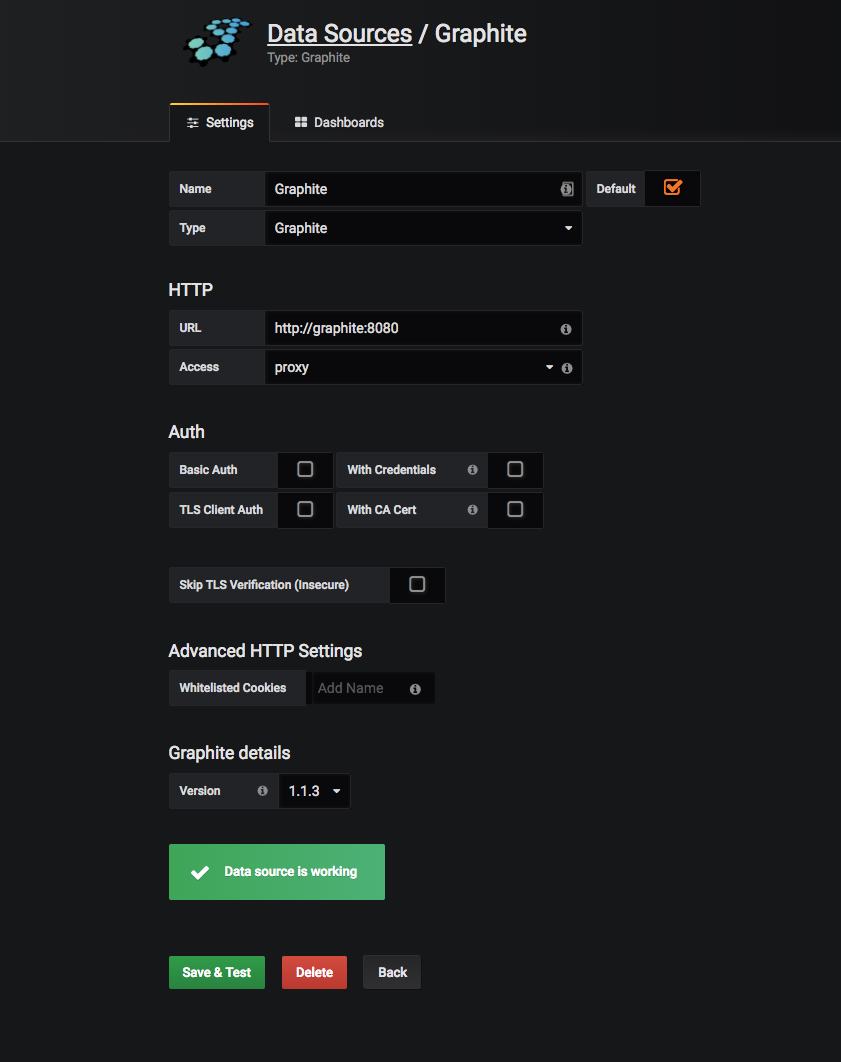 Data Sources / Graphite
Type: Graphite
Settings
Dashboards
Name Graphite Default
Type Graphite
HTTP
URL http://graphite:8080
Access proxy
Auth
Basic Auth With Credentials
TLS Client Auth With CA Cert
Skip TLS Verification (Insecure)
Advanced HTTP Settings
Whitelisted Cookies Add Name
Graphite details
Version 1.1.3
Data source is working
Save & Test Delete Back